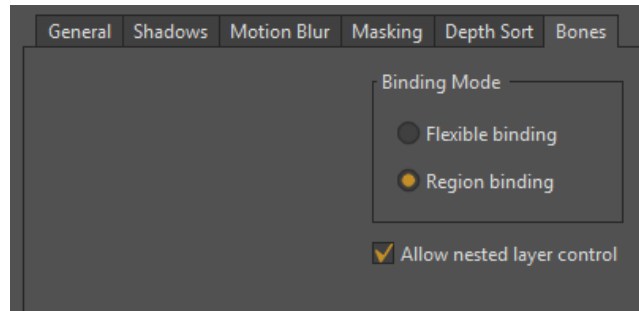 General Shadows Motion Blur Masking Depth Sort Bones
Binding Mode
Flexible binding
Region binding
Allow nested layer control